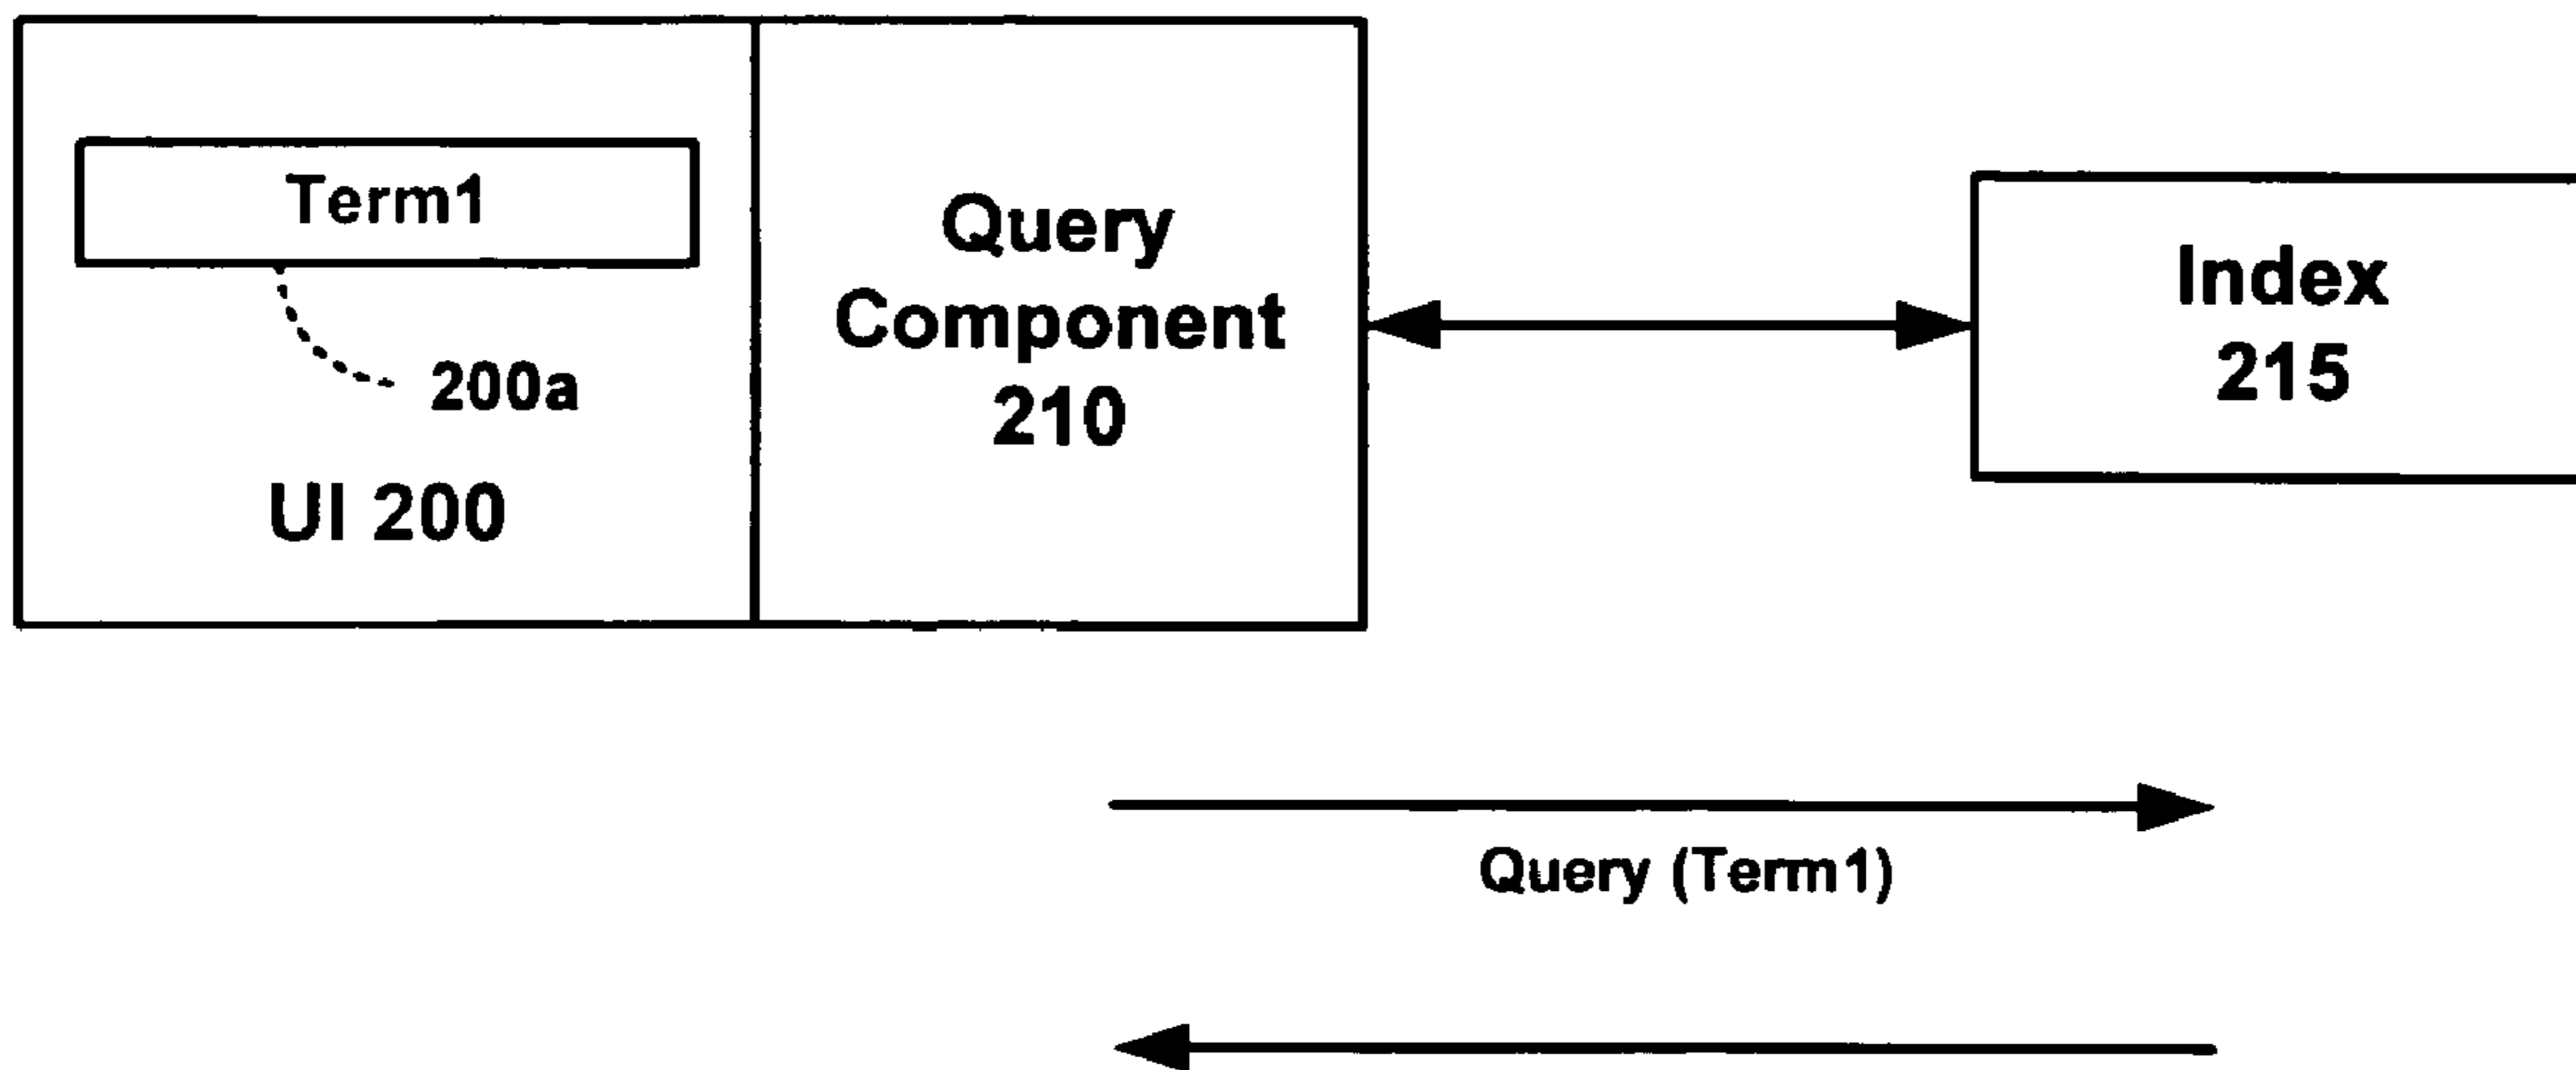 Term1
200a
UI 200
Query
Component
210
Index
215
Query (Term1)